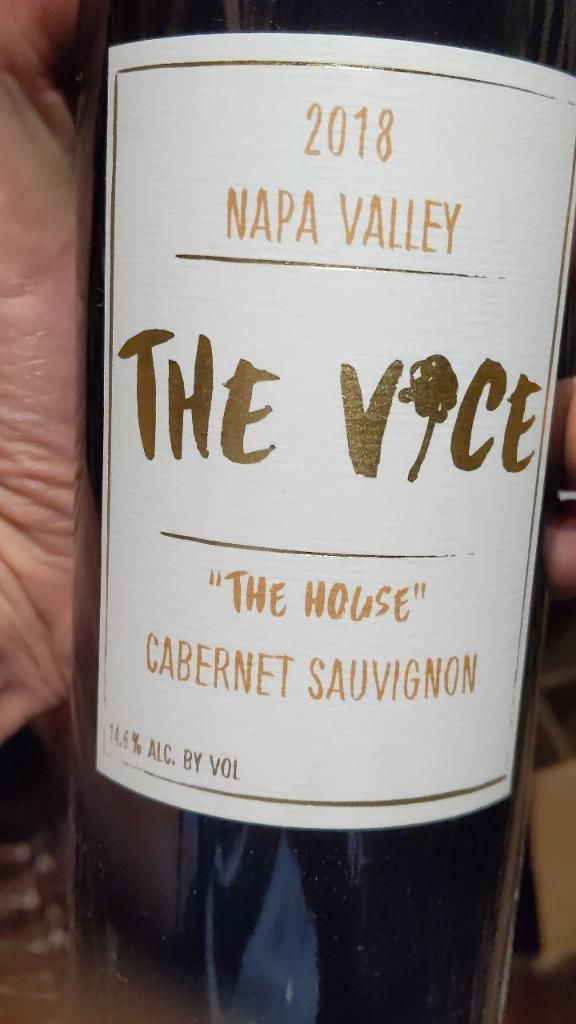 2018
NAPA VALLEY
THE VICE
"THE HOUSE"
CABERNET SAUVIGNON
14.6% ALC. BY VOL